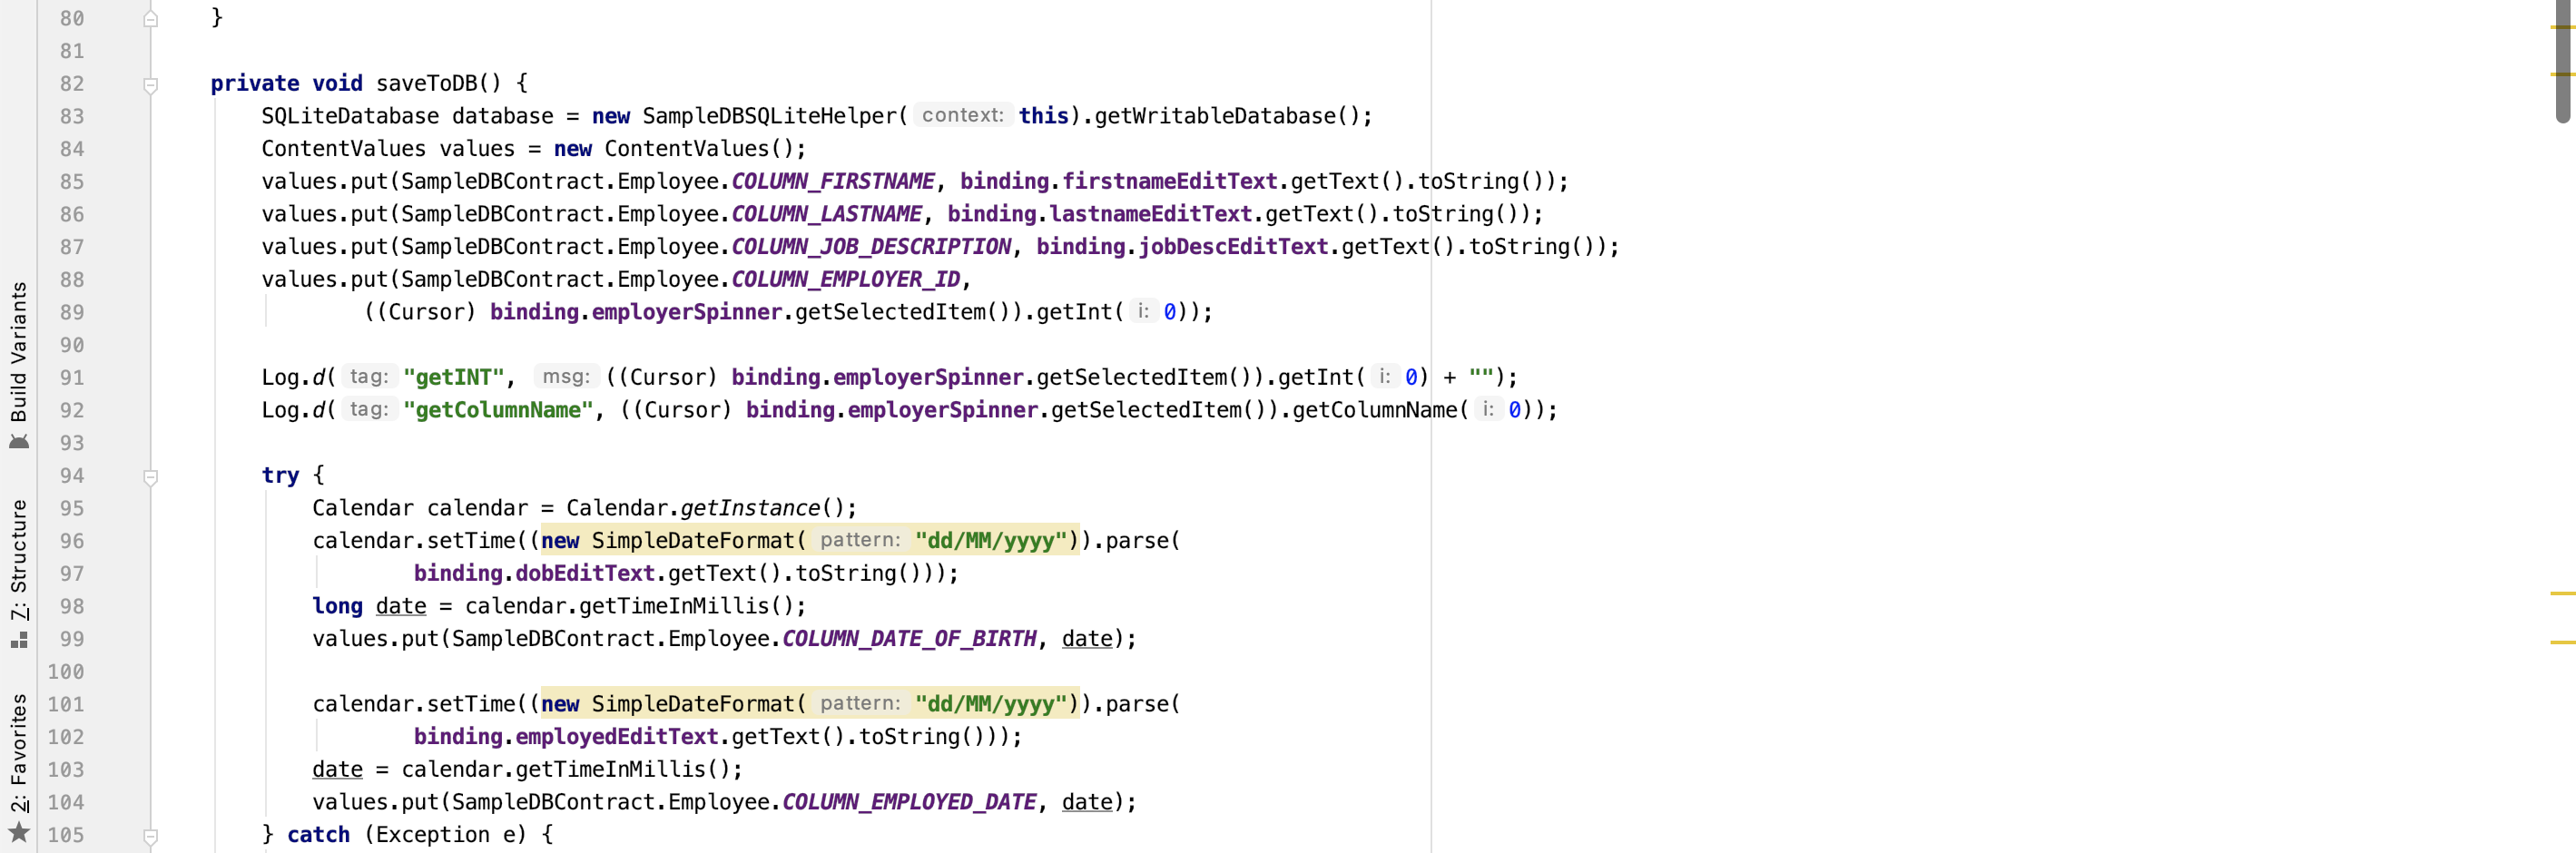 80 }
81
82 private void saveToDB() {
83 SQLiteDatabase database = new SampleDBSQLiteHelper( context: this).getWritableDatabase();
84 ContentValues values = new ContentValues();
85 values.put(SampleDBContract.Employee.COLUMN_FIRSTNAME, binding.firstnameEditText.getText().toString());
86 values.put(SampleDBContract.Employee.COLUMN_LASTNAME, binding.lastnameEditText.getText().toString());
87 values.put(SampleDBContract.Employee.COLUMN_JOB_DESCRIPTION, binding.jobDescEditText.getText().toString());
88 values.put(SampleDBContract.Employee.COLUMN_EMPLOYER_ID,
89 ((Cursor) binding.employerSpinner.getSelectedItem()).getInt( i: 0));
90
91 Log.d( tag: "getINT", msg: ((Cursor) binding.employerSpinner.getSelectedItem()).getInt( i: 0) + "");
92 Log.d( tag: "getColumnName", ((Cursor) binding.employerSpinner.getSelectedItem()).getColumnName( i: 0));
93
94 try {
95 Calendar calendar = Calendar.getInstance();
96 calendar.setTime((new SimpleDateFormat( pattern: "dd/MM/yyyy")).parse(
97 binding.dobEditText.getText().toString()));
98 long date = calendar.getTimeInMillis();
99 values.put(SampleDBContract.Employee.COLUMN_DATE_OF_BIRTH, date);
100
101 calendar.setTime((new SimpleDateFormat( pattern: "dd/MM/yyyy")).parse(
102 binding.employedEditText.getText().toString()));
103 date = calendar.getTimeInMillis();
104 values.put(SampleDBContract.Employee.COLUMN_EMPLOYED_DATE, date);
105 } catch (Exception e) {
Build Variants
7: Structure
2: Favorites